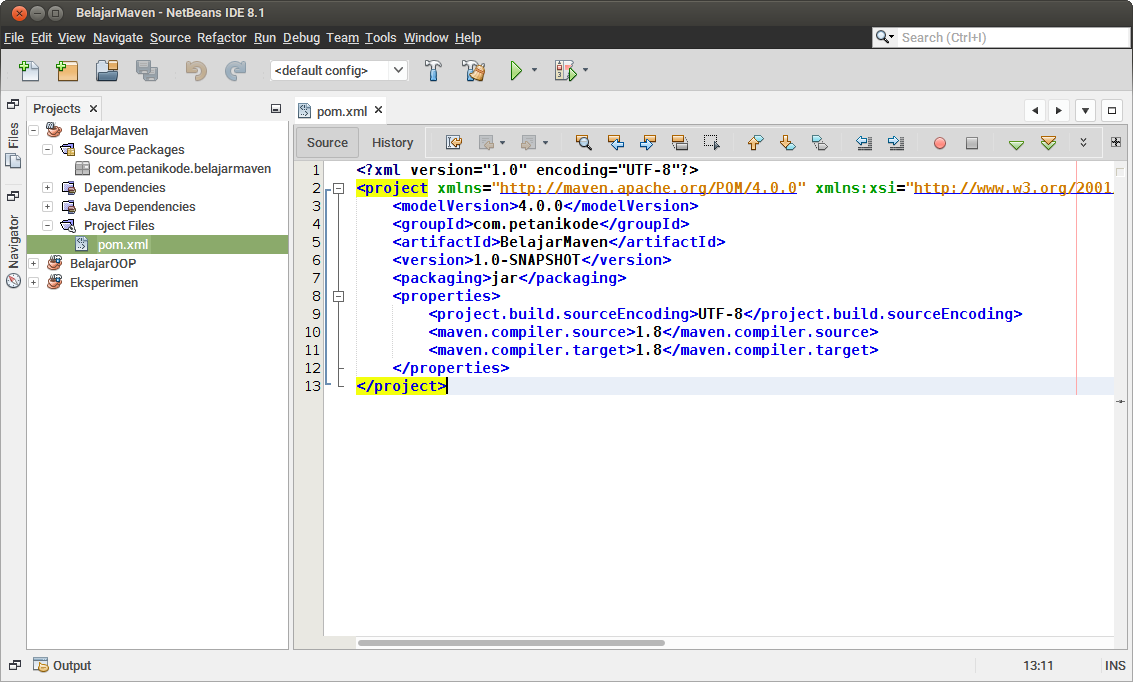 BelajarMaven - NetBeans IDE 8.1
File Edit View Navigate Source Refactor Run Debug Team Tools Window Help
Search (Ctrl+I)
<default config>
Files
Navigator
Projects
BelajarMaven
Source Packages
com.petanikode.belajarmaven
Dependencies
Java Dependencies
Project Files
pom.xml
BelajarOOP
Eksperimen
pom.xml
Source History
1 <?xml version="1.0" encoding="UTF-8"?>
2 <project xmlns="http://maven.apache.org/POM/4.0.0" xmlns:xsi="http://www.w3.org/2001
3 <modelVersion>4.0.0</modelVersion>
4 <groupId>com.petanikode</groupId>
5 <artifactId>BelajarMaven</artifactId>
6 <version>1.0-SNAPSHOT</version>
7 <packaging>jar</packaging>
8 <properties>
9 <project.build.sourceEncoding>UTF-8</project.build.sourceEncoding>
10 <maven.compiler.source>1.8</maven.compiler.source>
11 <maven.compiler.target>1.8</maven.compiler.target>
12 </properties>
13 </project>
Output
13:11 INS